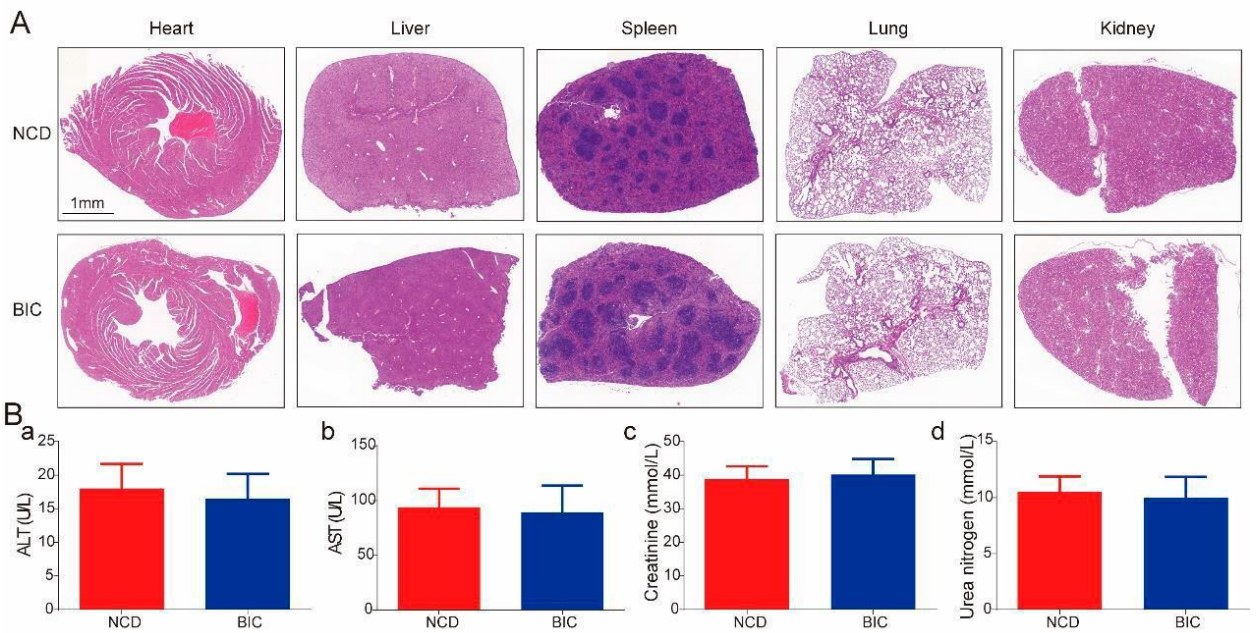 A
Heart Liver Spleen Lung Kidney
NCD
1mm
BIC
B
a
25
20
15
10
5
0
ALT (U/L)
NCD BIC
b
150
100
50
0
AST (U/L)
NCD BIC
c
50
40
30
20
10
0
Creatinine (mmol/L)
NCD BIC
d
15
10
5
0
Urea nitrogen (mmol/L)
NCD BIC